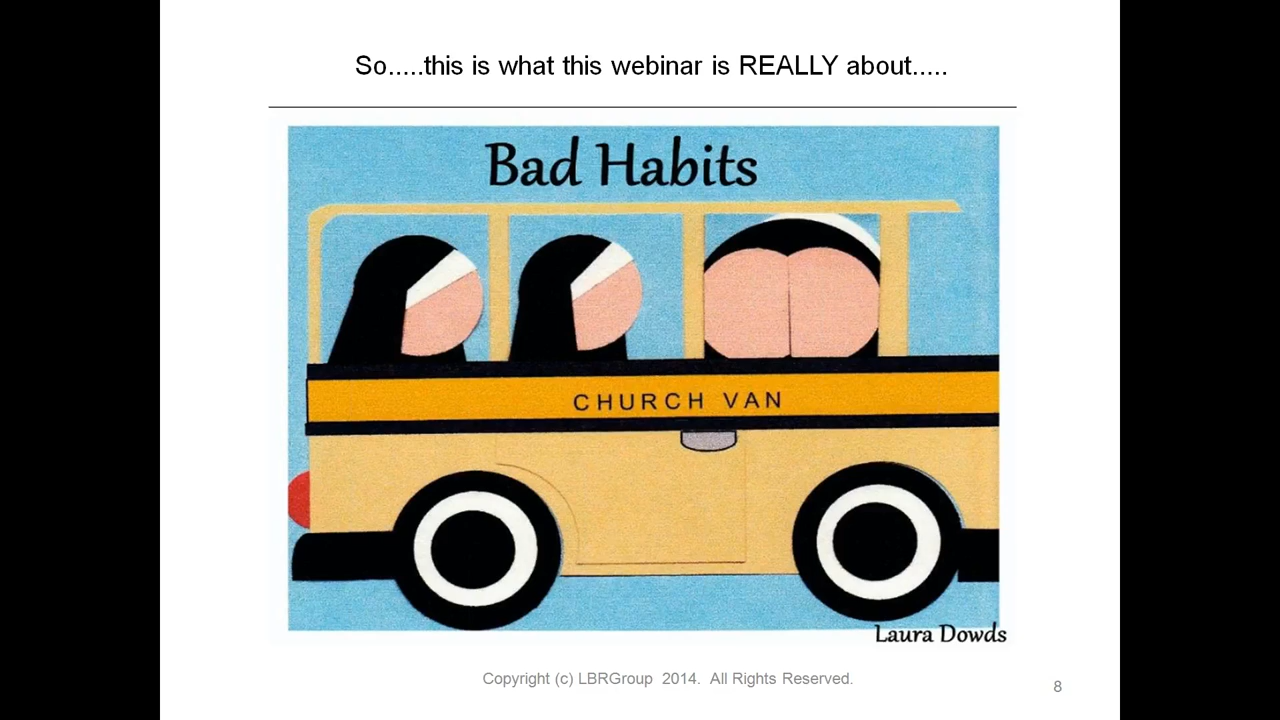 So.....this is what this webinar is REALLY about.....
Bad Habits
CHURCH VAN
Laura Dowds
Copyright (c) LBRGroup  2014.  All Rights Reserved.
8